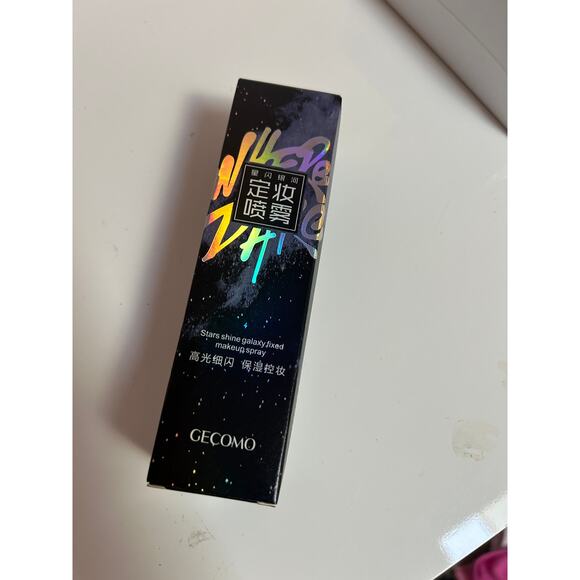 星闪银河
定妆
喷雾
Stars shine galaxy fixed
makeup spray
高光细闪 保湿控妆
GECOMO